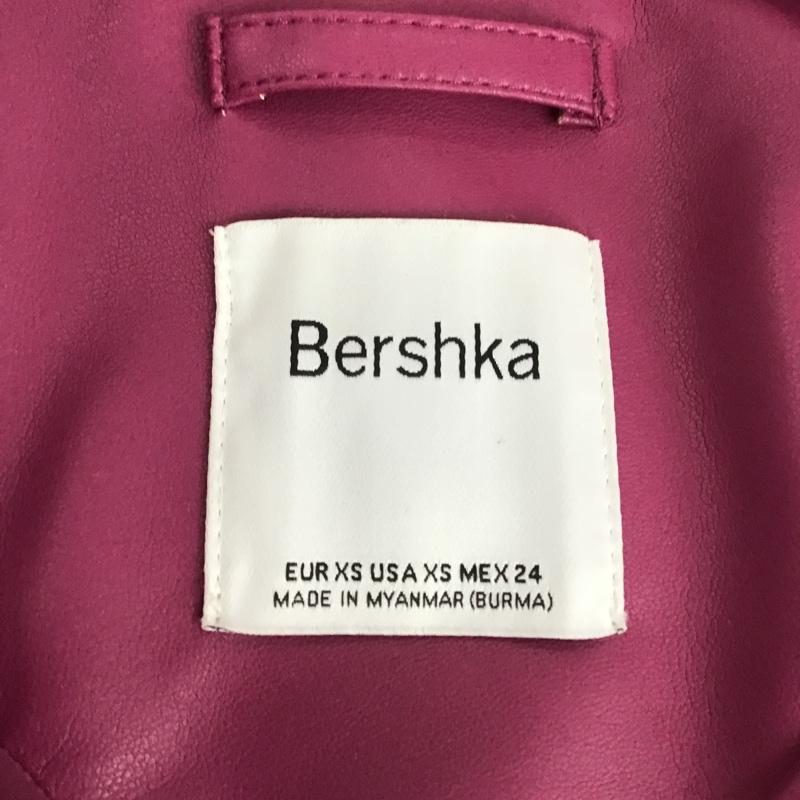 Bershka
EUR XS USA XS MEX 24
MADE IN MYANMAR (BURMA)